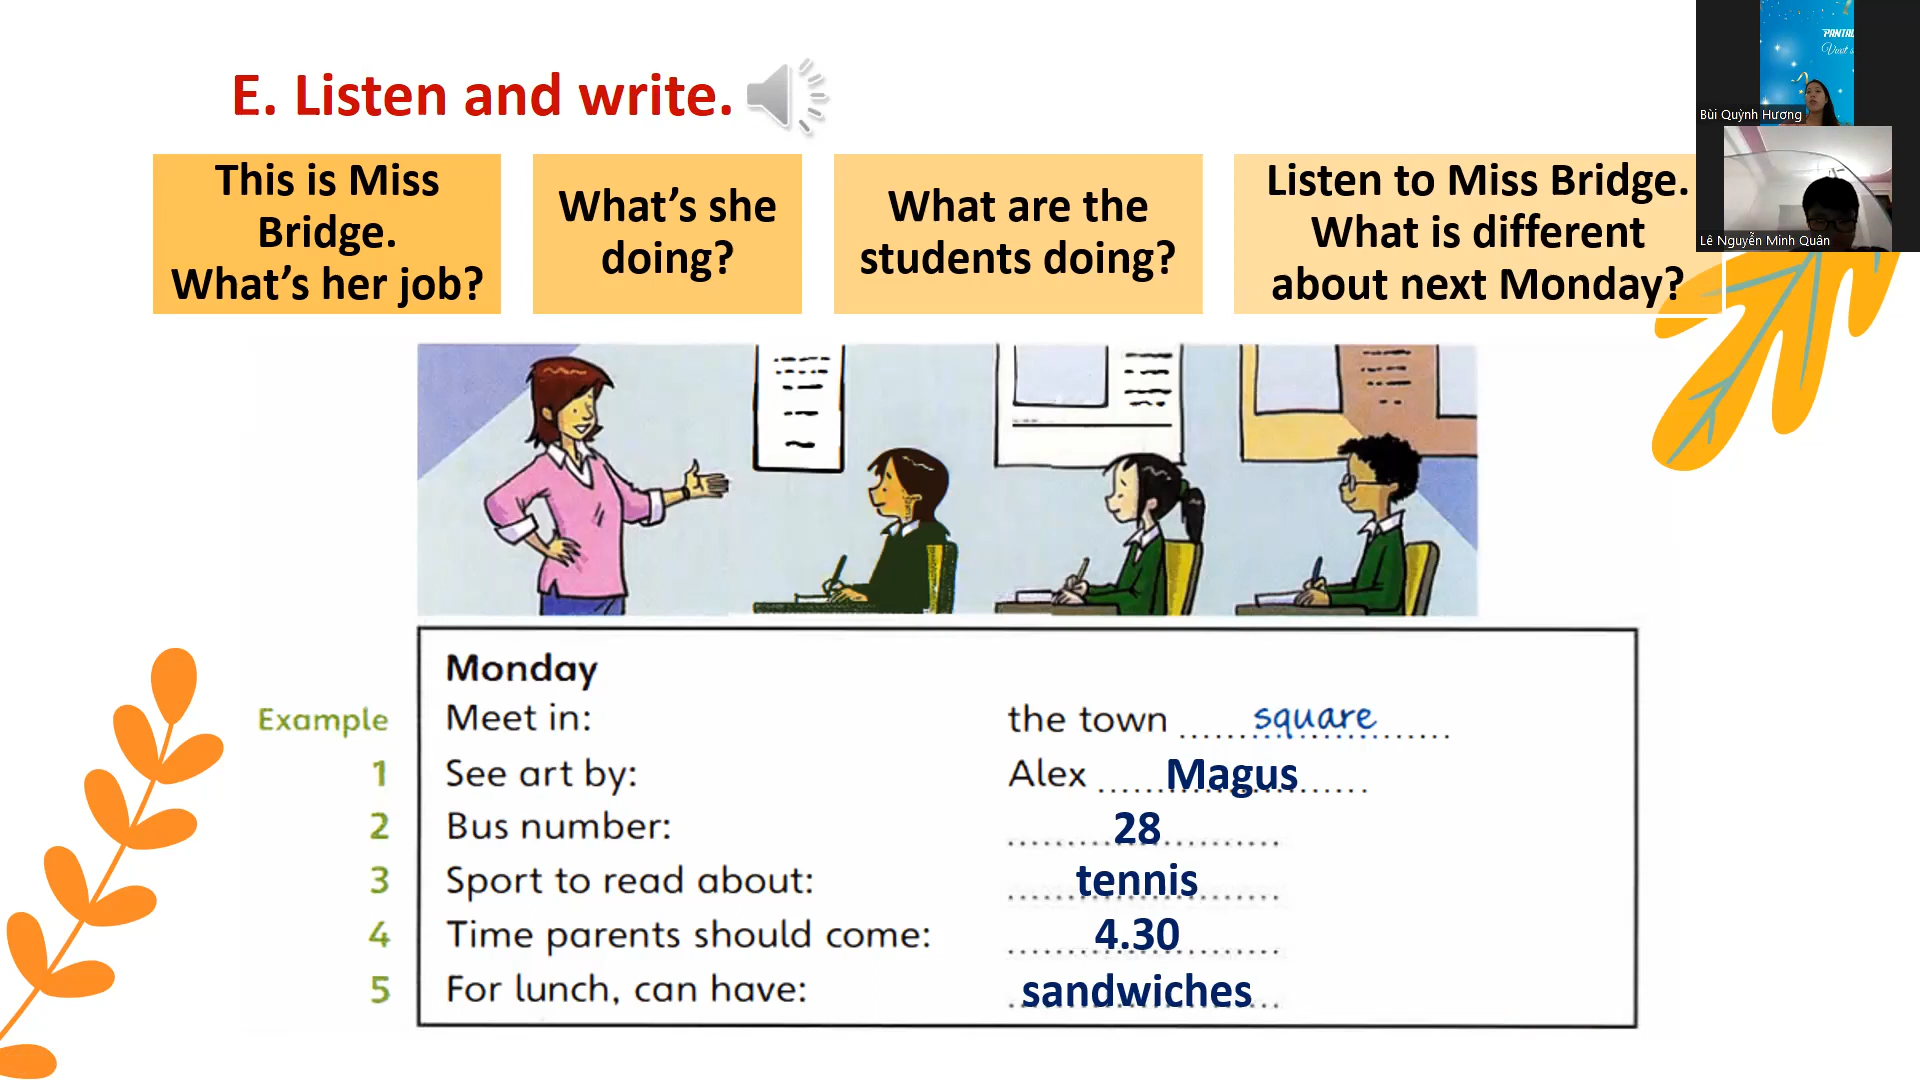 E. Listen and write.
This is Miss
Bridge.
What's her job?
What's she
doing?
What are the
students doing?
Listen to Miss Bridge.
What is different
about next Monday?
Bùi Quỳnh Hương
Lê Nguyễn Minh Quân
Monday
Example Meet in: the town square
1 See art by: Alex Magus
2 Bus number: 28
3 Sport to read about: tennis
4 Time parents should come: 4.30
5 For lunch, can have: sandwiches